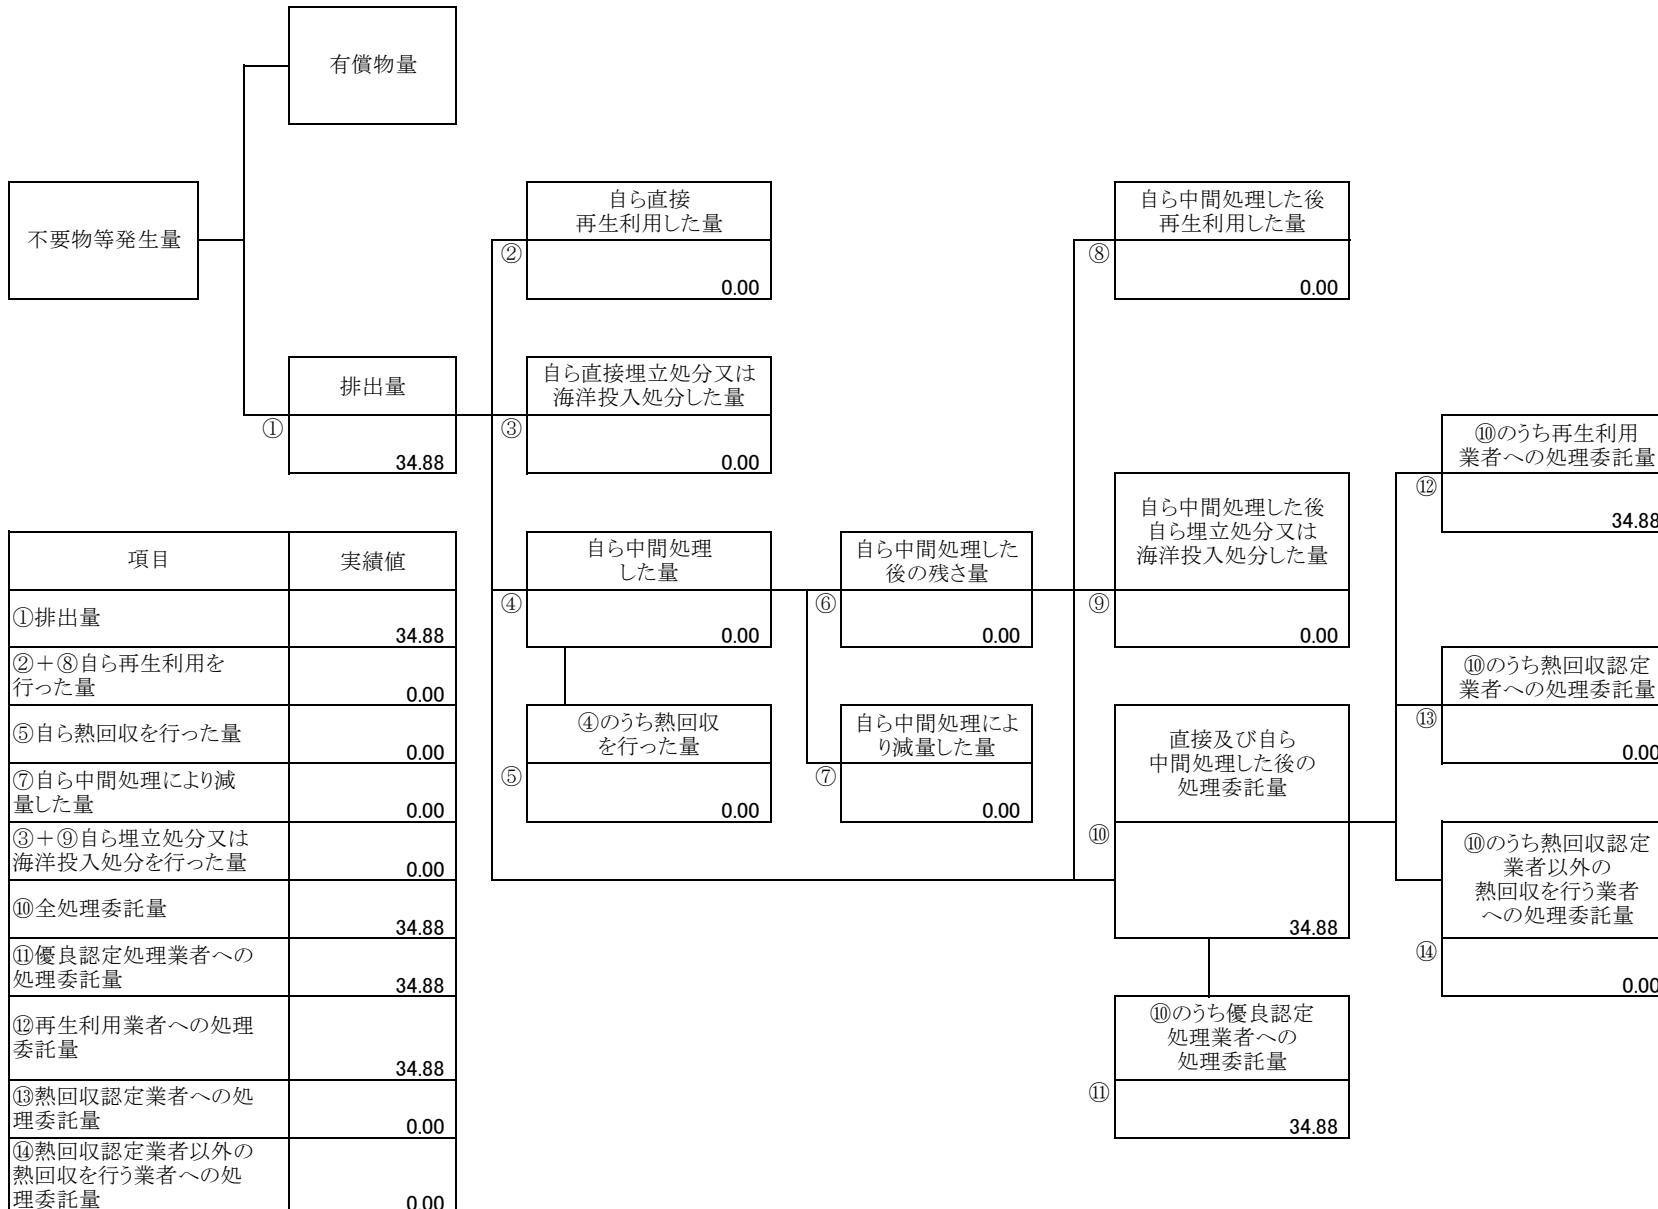 有償物量
不要物等発生量
自ら直接
再生利用した量
②
0.00
自ら中間処理した後
再生利用した量
⑧
0.00
排出量
①
34.88
自ら直接埋立処分又は
海洋投入処分した量
③
0.00
⑩のうち再生利用
業者への処理委託量
⑫
34.88
自ら中間処理
した量
④
0.00
自ら中間処理した
後の残さ量
⑥
0.00
自ら中間処理した後
自ら埋立処分又は
海洋投入処分した量
⑨
0.00
⑩のうち熱回収認定
業者への処理委託量
⑬
0.00
④のうち熱回収
を行った量
⑤
0.00
自ら中間処理によ
り減量した量
⑦
0.00
直接及び自ら
中間処理した後の
処理委託量
⑩
34.88
⑩のうち熱回収認定
業者以外の
熱回収を行う業者
への処理委託量
⑭
0.00
⑩のうち優良認定
処理業者への
処理委託量
⑪
34.88
項目 実績値
①排出量
34.88
②+⑧自ら再生利用を
行った量
0.00
⑤自ら熱回収を行った量
0.00
⑦自ら中間処理により減
量した量
0.00
③+⑨自ら埋立処分又は
海洋投入処分を行った量
0.00
⑩全処理委託量
34.88
⑪優良認定処理業者への
処理委託量
34.88
⑫再生利用業者への処理
委託量
34.88
⑬熱回収認定業者への処
理委託量
0.00
⑭熱回収認定業者以外の
熱回収を行う業者への処
理委託量
0.00